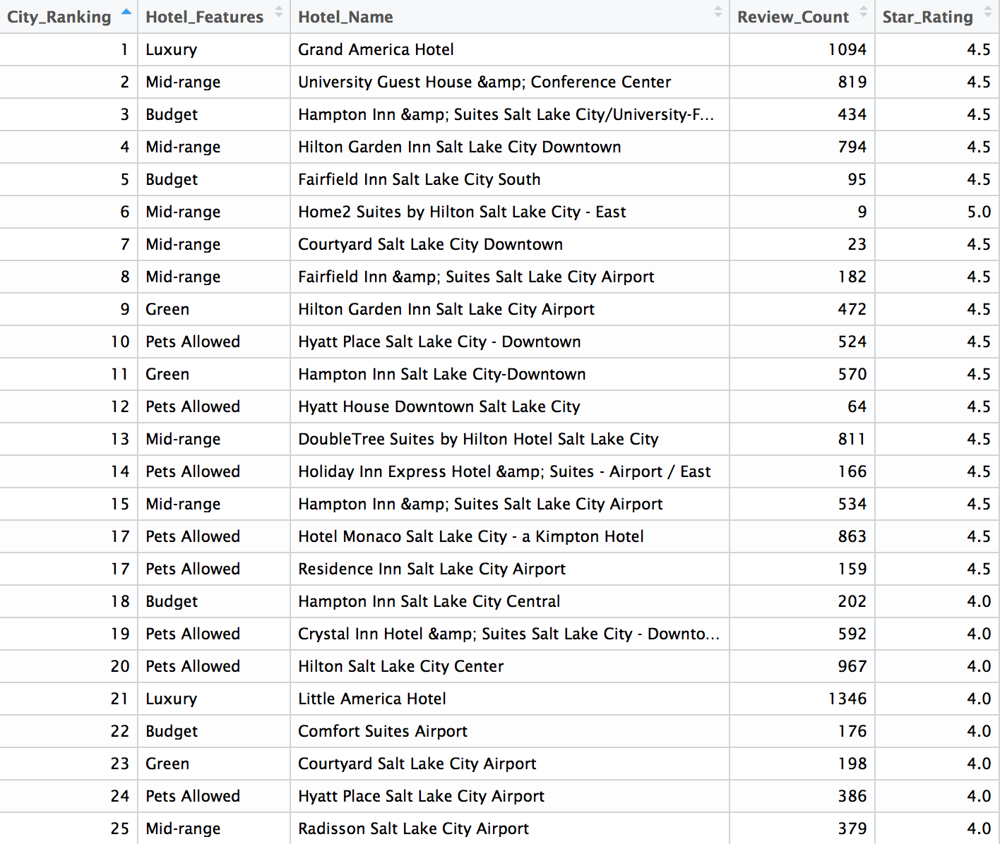 City_Ranking Hotel_Features Hotel_Name Review_Count Star_Rating
1 Luxury Grand America Hotel 1094 4.5
2 Mid-range University Guest House &amp; Conference Center 819 4.5
3 Budget Hampton Inn &amp; Suites Salt Lake City/University-F... 434 4.5
4 Mid-range Hilton Garden Inn Salt Lake City Downtown 794 4.5
5 Budget Fairfield Inn Salt Lake City South 95 4.5
6 Mid-range Home2 Suites by Hilton Salt Lake City - East 9 5.0
7 Mid-range Courtyard Salt Lake City Downtown 23 4.5
8 Mid-range Fairfield Inn &amp; Suites Salt Lake City Airport 182 4.5
9 Green Hilton Garden Inn Salt Lake City Airport 472 4.5
10 Pets Allowed Hyatt Place Salt Lake City - Downtown 524 4.5
11 Green Hampton Inn Salt Lake City-Downtown 570 4.5
12 Pets Allowed Hyatt House Downtown Salt Lake City 64 4.5
13 Mid-range DoubleTree Suites by Hilton Hotel Salt Lake City 811 4.5
14 Pets Allowed Holiday Inn Express Hotel &amp; Suites - Airport / East 166 4.5
15 Mid-range Hampton Inn &amp; Suites Salt Lake City Airport 534 4.5
17 Pets Allowed Hotel Monaco Salt Lake City - a Kimpton Hotel 863 4.5
17 Pets Allowed Residence Inn Salt Lake City Airport 159 4.5
18 Budget Hampton Inn Salt Lake City Central 202 4.0
19 Pets Allowed Crystal Inn Hotel &amp; Suites Salt Lake City - Downto... 592 4.0
20 Pets Allowed Hilton Salt Lake City Center 967 4.0
21 Luxury Little America Hotel 1346 4.0
22 Budget Comfort Suites Airport 176 4.0
23 Green Courtyard Salt Lake City Airport 198 4.0
24 Pets Allowed Hyatt Place Salt Lake City Airport 386 4.0
25 Mid-range Radisson Salt Lake City Airport 379 4.0